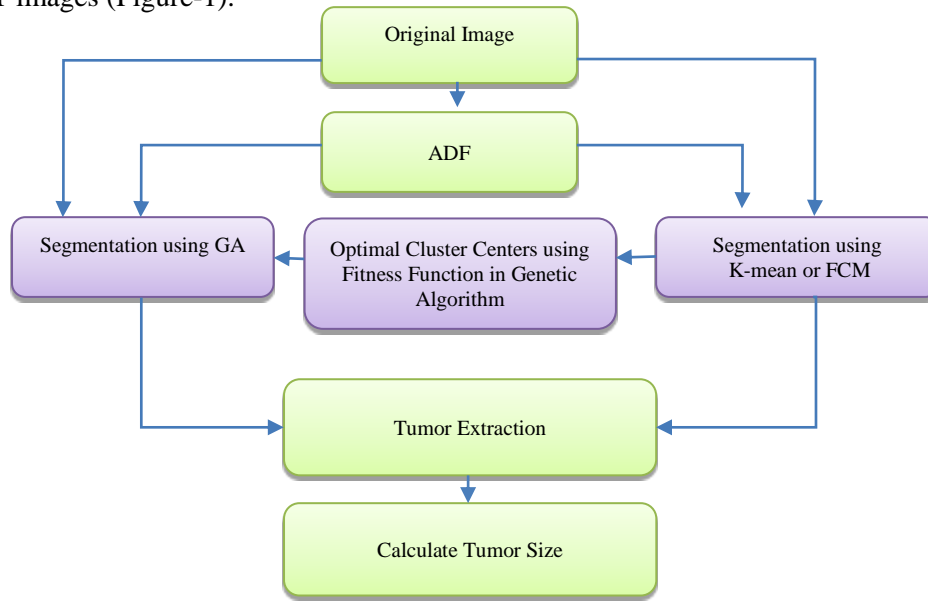 images (Figure-1).
Original Image
ADF
Segmentation using GA
Optimal Cluster Centers using
Fitness Function in Genetic
Algorithm
Segmentation using
K-mean or FCM
Tumor Extraction
Calculate Tumor Size